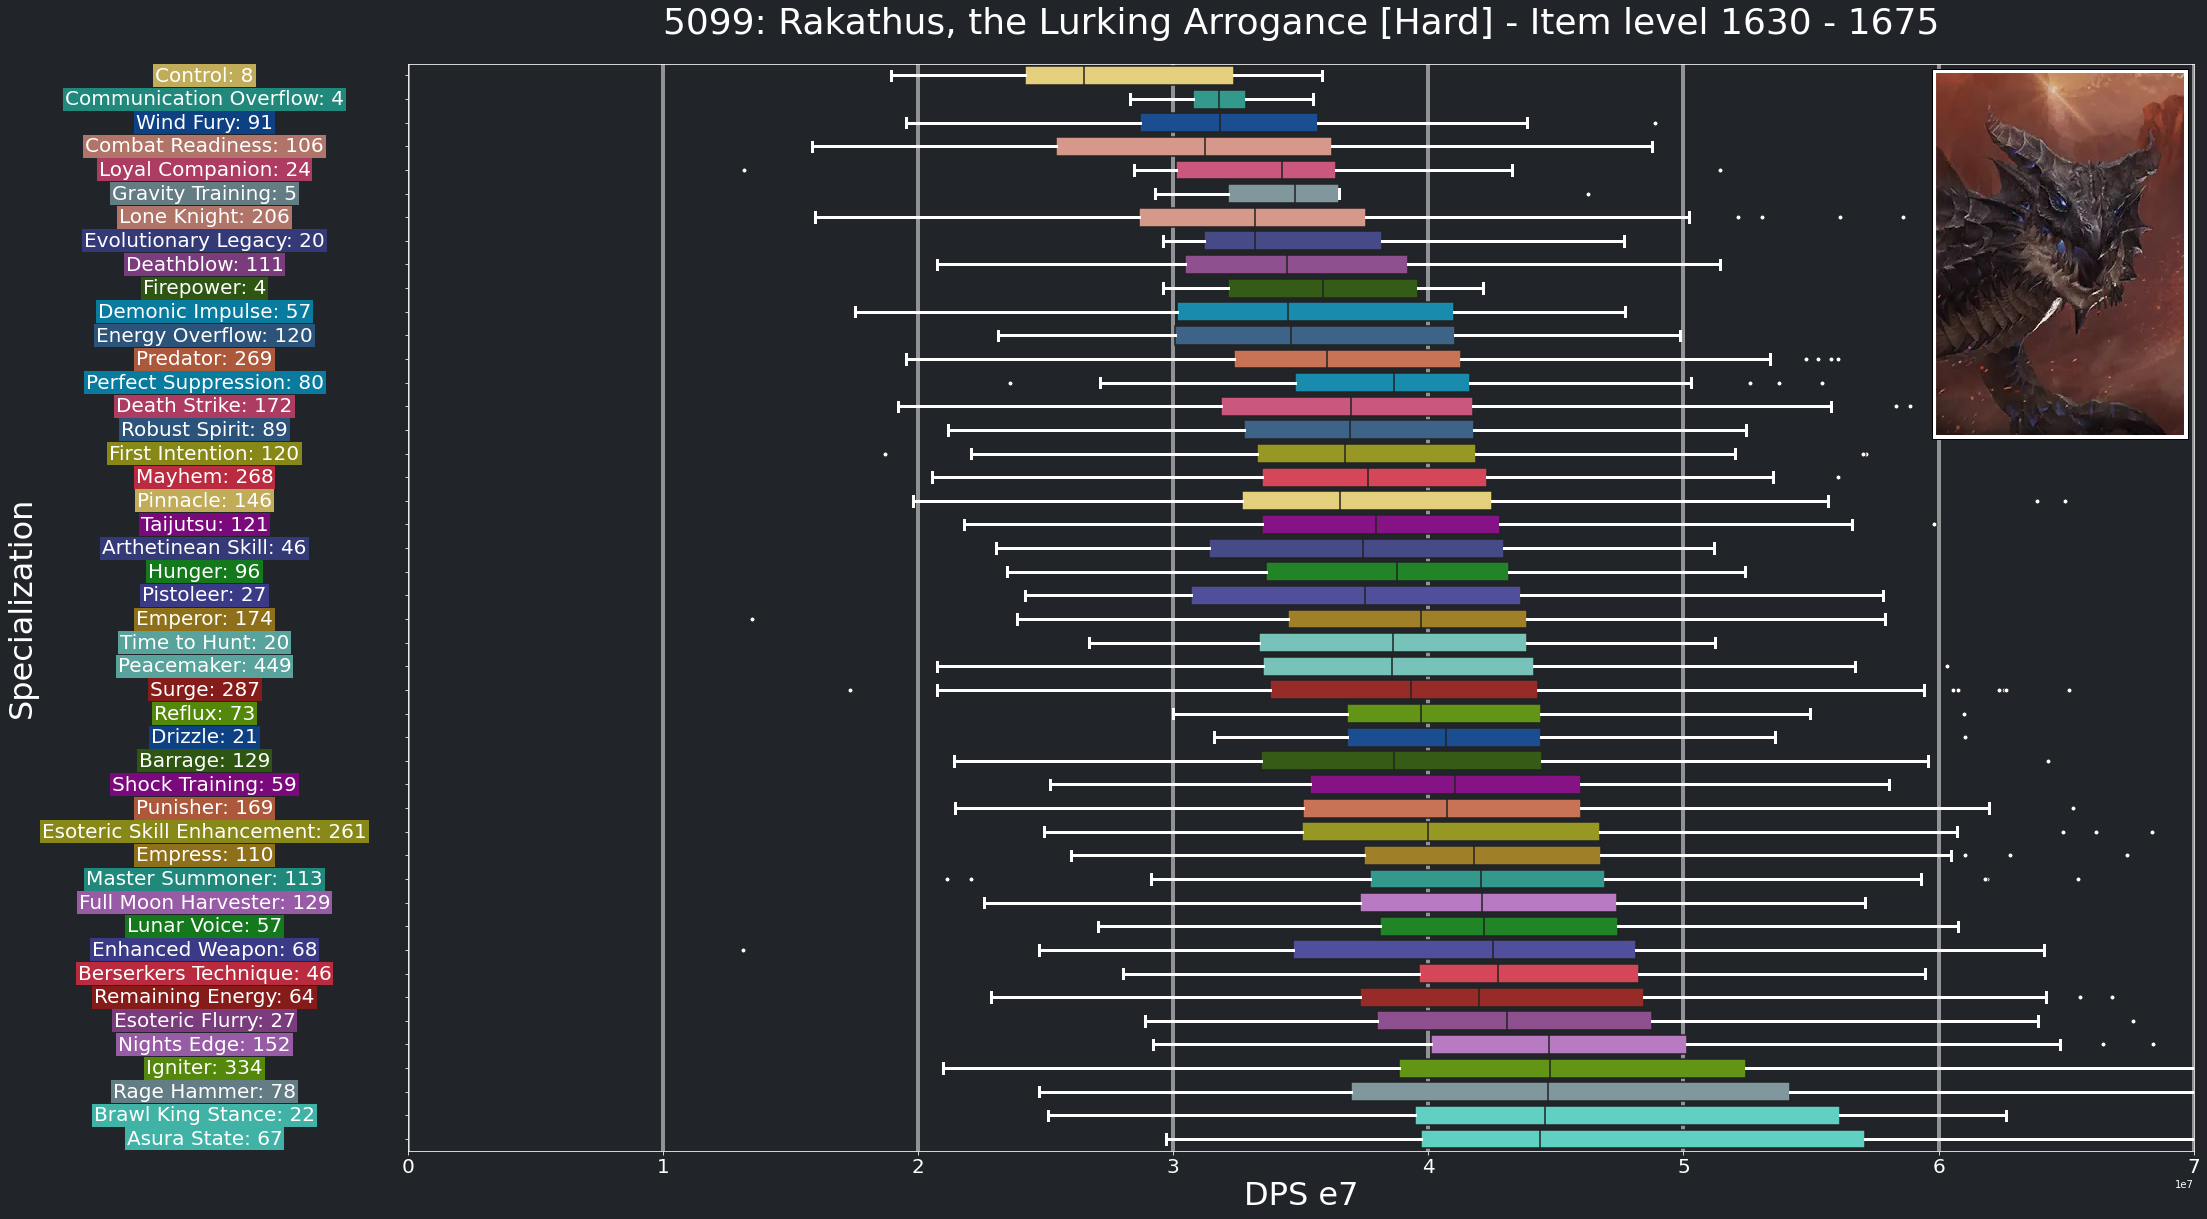 5099: Rakathus, the Lurking Arrogance [Hard] - Item level 1630 - 1675
Specialization
Control: 8
Communication Overflow: 4
Wind Fury: 91
Combat Readiness: 106
Loyal Companion: 24
Gravity Training: 5
Lone Knight: 206
Evolutionary Legacy: 20
Deathblow: 111
Firepower: 4
Demonic Impulse: 57
Energy Overflow: 120
Predator: 269
Perfect Suppression: 80
Death Strike: 172
Robust Spirit: 89
First Intention: 120
Mayhem: 268
Pinnacle: 146
Taijutsu: 121
Arthetinean Skill: 46
Hunger: 96
Pistoleer: 27
Emperor: 174
Time to Hunt: 20
Peacemaker: 449
Surge: 287
Reflux: 73
Drizzle: 21
Barrage: 129
Shock Training: 59
Punisher: 169
Esoteric Skill Enhancement: 261
Empress: 110
Master Summoner: 113
Full Moon Harvester: 129
Lunar Voice: 57
Enhanced Weapon: 68
Berserkers Technique: 46
Remaining Energy: 64
Esoteric Flurry: 27
Nights Edge: 152
Igniter: 334
Rage Hammer: 78
Brawl King Stance: 22
Asura State: 67
0 1 2 3 4 5 6 7
1e7
DPS e7